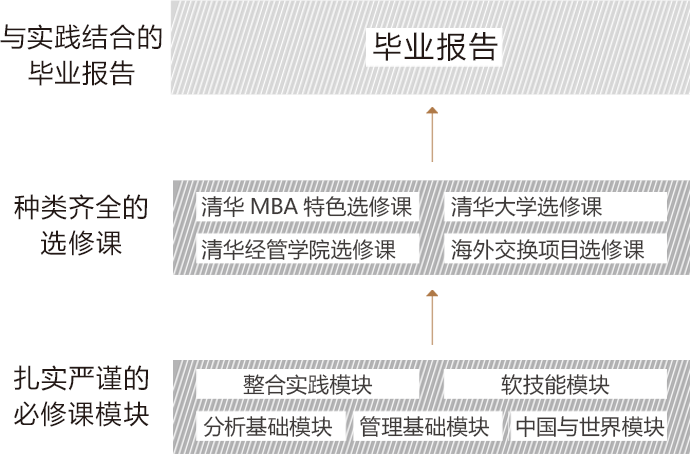 与实践结合的
毕业报告
毕业报告
种类齐全的
选修课
清华 MBA 特色选修课
清华大学选修课
清华经管学院选修课
海外交换项目选修课
扎实严谨的
必修课模块
整合实践模块
软技能模块
分析基础模块
管理基础模块
中国与世界模块